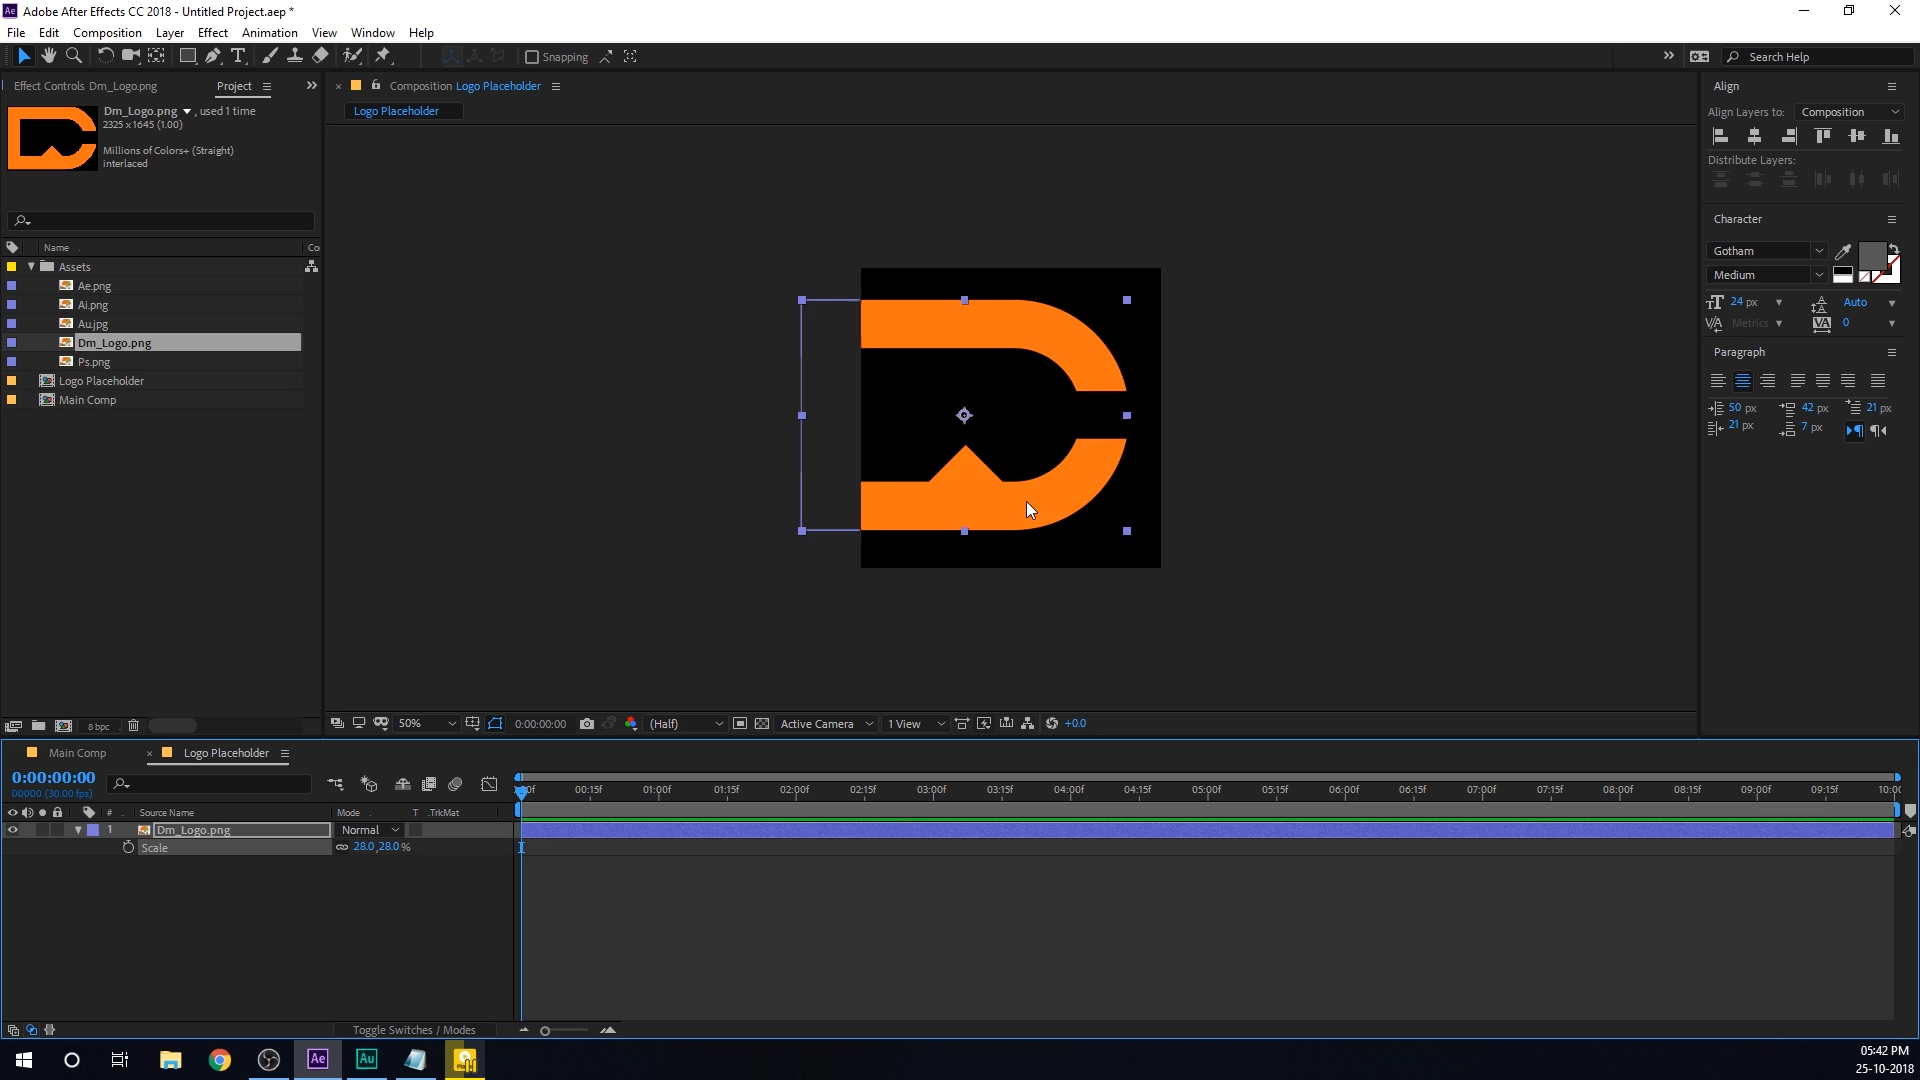 Ae Adobe After Effects CC 2018 - Untitled Project.aep *
File Edit Composition Layer Effect Animation View Window Help
Snapping
Search Help
Effect Controls Dm_Logo.png
Project
Composition Logo Placeholder
Logo Placeholder
Dm_Logo.png , used 1 time
2325 x 1645 (1.00)
Millions of Colors+ (Straight)
interlaced
Name
Co
Assets
Ae.png
Ai.png
Au.jpg
Dm_Logo.png
Ps.png
Logo Placeholder
Main Comp
8 bpc
50%
0:00:00:00
(Half)
Active Camera
1 View
+0.0
Align
Align Layers to: Composition
Distribute Layers:
Character
Gotham
Medium
24 px
Auto
Metrics
0
Paragraph
50 px
42 px
21 px
21 px
7 px
Main Comp
Logo Placeholder
0:00:00:00
00000 (30.00 fps)
# Source Name
Mode
T .TrkMat
1 Dm_Logo.png
Normal
Scale
28.0,28.0 %
00:15f 01:00f 01:15f 02:00f 02:15f 03:00f 03:15f 04:00f 04:15f 05:00f 05:15f 06:00f 06:15f 07:00f 07:15f 08:00f 08:15f 09:00f 09:15f 10:00
Toggle Switches / Modes
Ae
Au
05:42 PM
25-10-2018